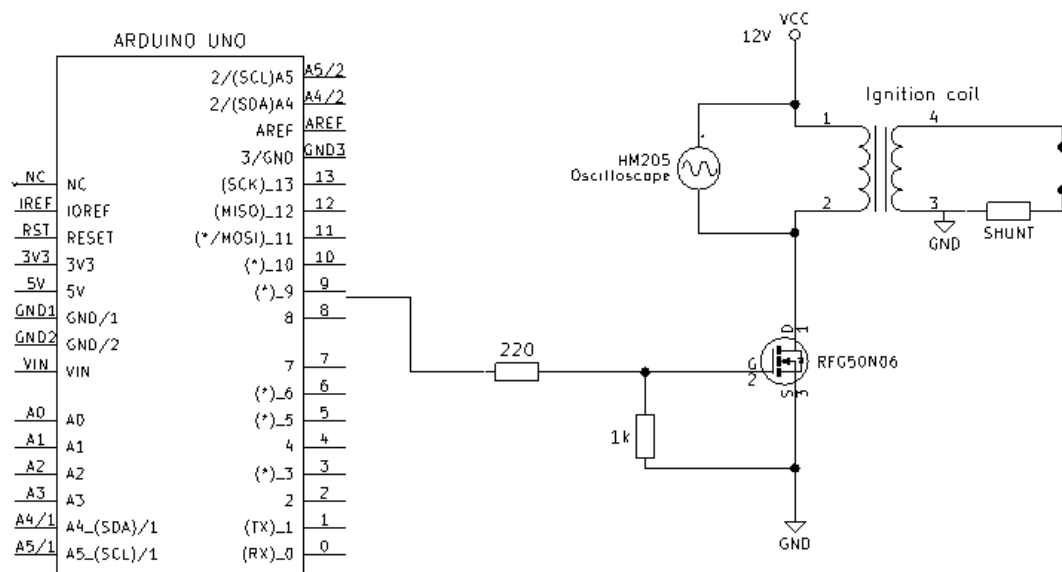 ARDUINO UNO
2/(SCL)A5 A5/2
2/(SDA)A4 A4/2
AREF AREF
3/GND GND3
NC NC (SCK)_13 13
IREF IOREF (MISO)_12 12
RST RESET (*/MOSI)_11 11
3V3 3V3 (*)_10 10
5V 5V (*)_9 9
GND1 GND/1 8 8
GND2 GND/2
VIN VIN 7 7
(*)_6 6
A0 A0 (*)_5 5
A1 A1 4 4
A2 A2 (*)_3 3
A3 A3 2 2
A4/1 A4_(SDA)/1 (TX)_1 1
A5/1 A5_(SCL)/1 (RX)_0 0
220
1k
VCC
12V
HM205
Oscilloscope
Ignition coil
1
2
4
3
GND
SHUNT
D 1
G
2
S 3
RFG50N06
GND